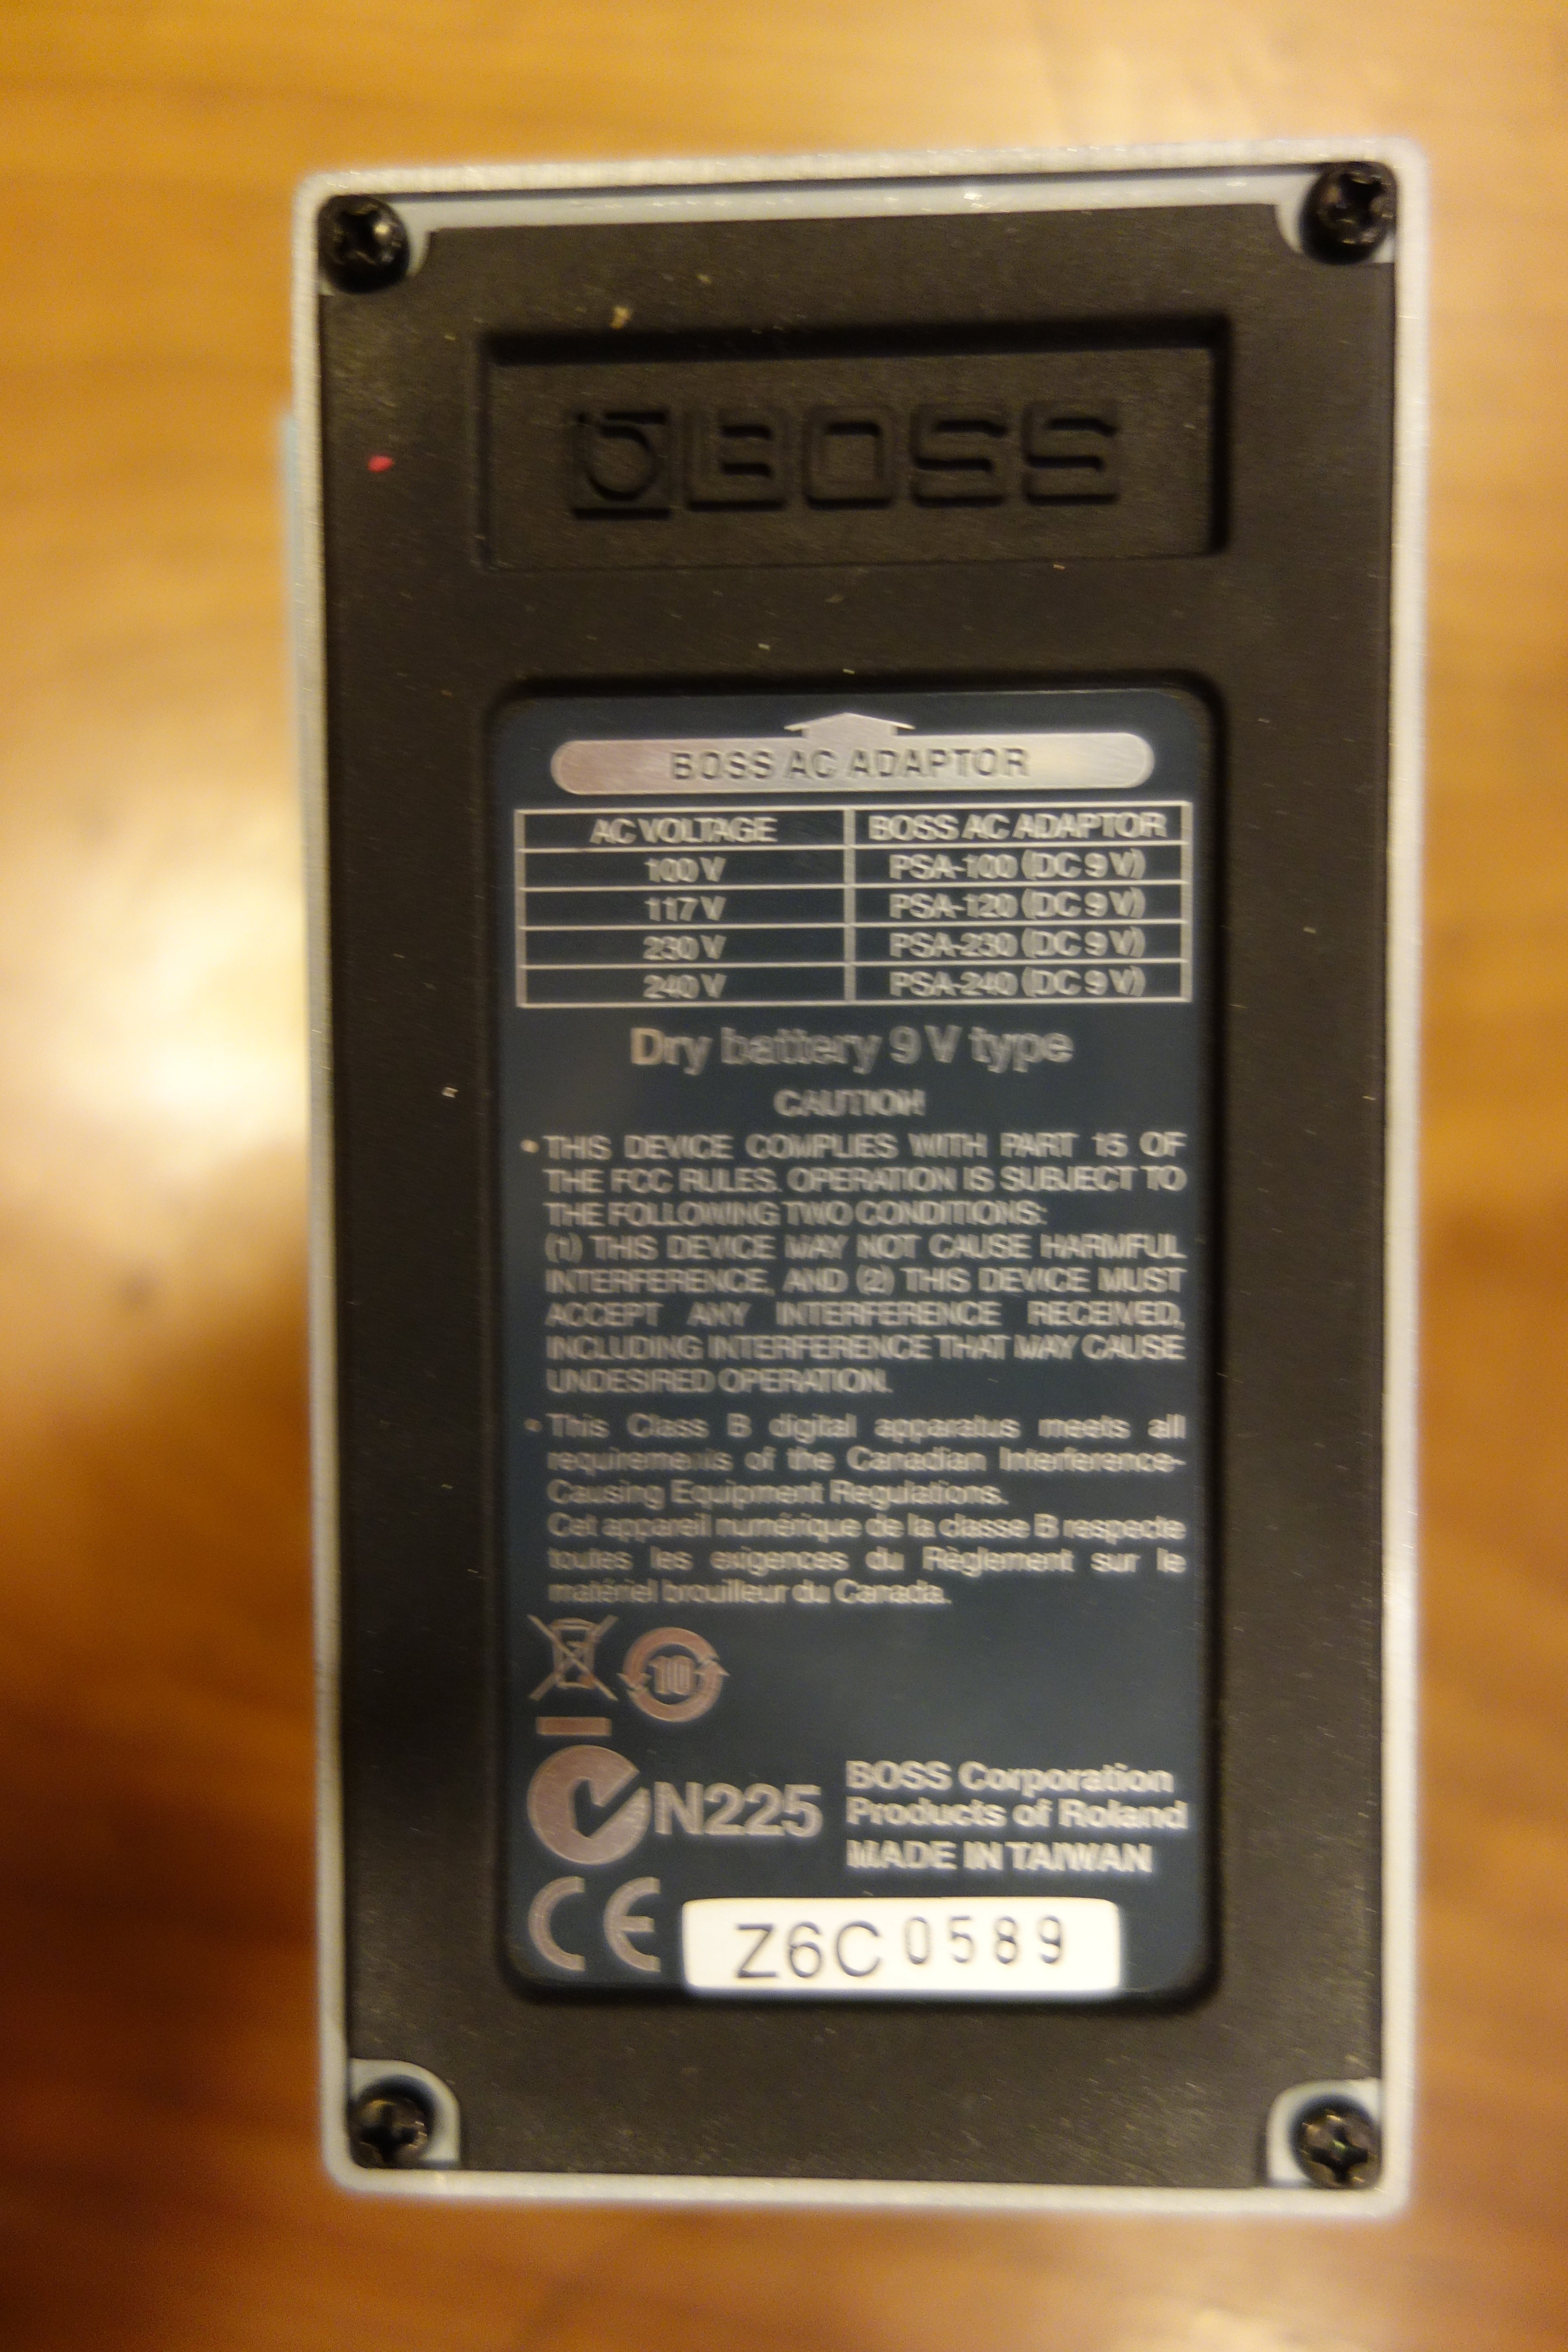 BOSS
BOSS AC ADAPTOR
AC VOLTAGE BOSS AC ADAPTOR
100 V PSA-100 (DC 9 V)
117 V PSA-120 (DC 9 V)
230 V PSA-230 (DC 9 V)
240 V PSA-240 (DC 9 V)
Dry battery 9 V type
CAUTION
• THIS DEVICE COMPLIES WITH PART 15 OF
THE FCC RULES. OPERATION IS SUBJECT TO
THE FOLLOWING TWO CONDITIONS:
(1) THIS DEVICE MAY NOT CAUSE HARMFUL
INTERFERENCE, AND (2) THIS DEVICE MUST
ACCEPT ANY INTERFERENCE RECEIVED,
INCLUDING INTERFERENCE THAT MAY CAUSE
UNDESIRED OPERATION.
• This Class B digital apparatus meets all
requirements of the Canadian Interference-
Causing Equipment Regulations.
Cet appareil numérique de la classe B respecte
toutes les exigences du Règlement sur le
matériel brouilleur du Canada.
10
N225
BOSS Corporation
Products of Roland
MADE IN TAIWAN
CE
Z6C0589